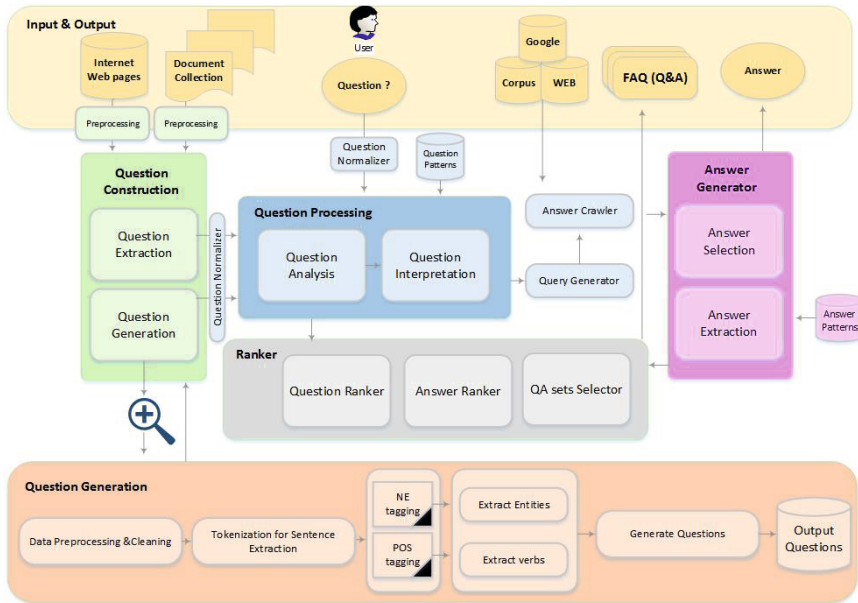 Input & Output
User
Internet
Web pages
Document
Collection
Question ?
Google
Corpus
WEB
FAQ (Q&A)
Answer
Preprocessing
Preprocessing
Question
Normalizer
Question
Patterns
Question
Construction
Question
Extraction
Question
Generation
Question Normalizer
Question Processing
Question
Analysis
Question
Interpretation
Answer Crawler
Query Generator
Answer
Generator
Answer
Selection
Answer
Extraction
Answer
Patterns
Ranker
Question Ranker
Answer Ranker
QA sets Selector
Question Generation
Data Preprocessing &Cleaning
Tokenization for Sentence
Extraction
NE
tagging
POS
tagging
Extract Entities
Extract verbs
Generate Questions
Output
Questions